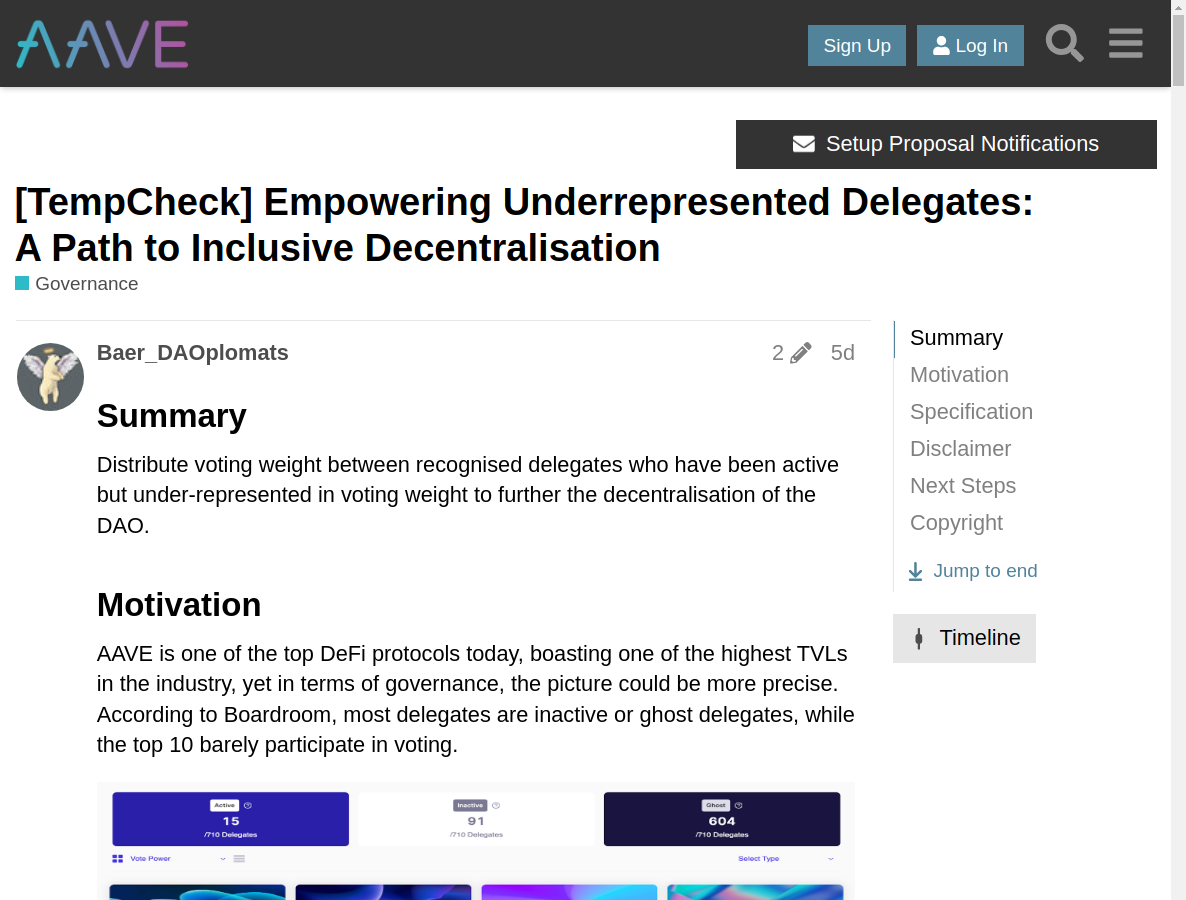 AAVE
Sign Up
Log In
Setup Proposal Notifications
[TempCheck] Empowering Underrepresented Delegates:
A Path to Inclusive Decentralisation
Governance
Baer_DAOplomats
2
5d
Summary
Distribute voting weight between recognised delegates who have been active
but under-represented in voting weight to further the decentralisation of the
DAO.
Motivation
AAVE is one of the top DeFi protocols today, boasting one of the highest TVLs
in the industry, yet in terms of governance, the picture could be more precise.
According to Boardroom, most delegates are inactive or ghost delegates, while
the top 10 barely participate in voting.
Active
15
/710 Delegates
Inactive
91
/710 Delegates
Ghost
604
/710 Delegates
Vote Power
Select Type
Summary
Motivation
Specification
Disclaimer
Next Steps
Copyright
Jump to end
Timeline